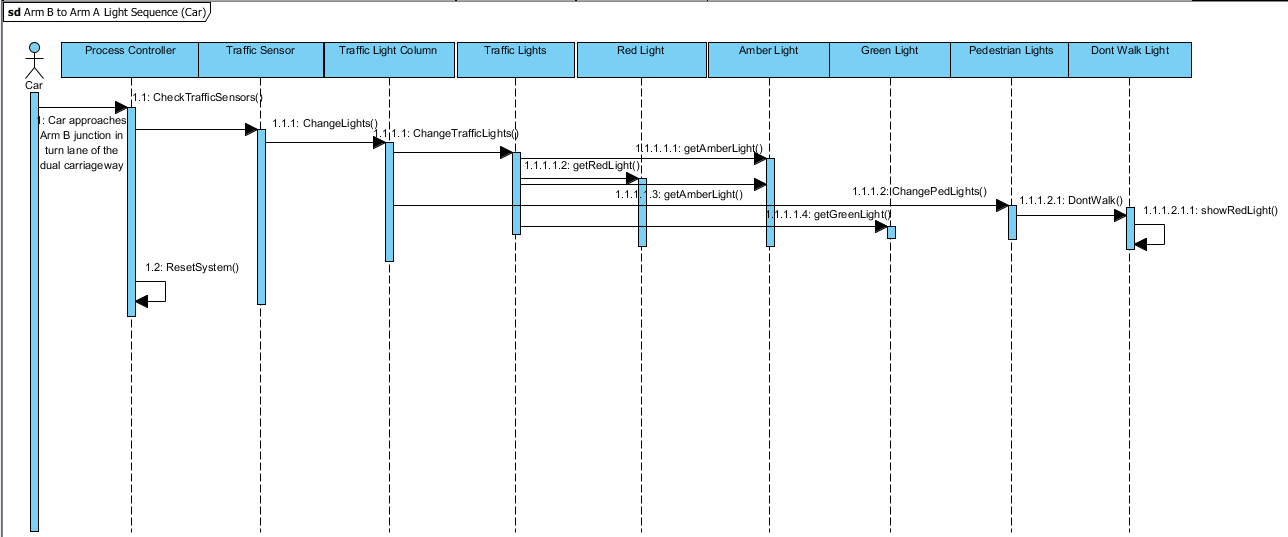 sd Arm B to Arm A Light Sequence (Car)
Process Controller
Traffic Sensor
Traffic Light Column
Traffic Lights
Red Light
Amber Light
Green Light
Pedestrian Lights
Dont Walk Light
Car
1.1: CheckTrafficSensors()
1: Car approaches
Arm B junction in
turn lane of the
dual carriageway
1.1.1: ChangeLights()
1.1.1.1: ChangeTrafficLights()
1.1.1.1.1: getAmberLight()
1.1.1.1.2: getRedLight()
1.1.1.1.3: getAmberLight()
1.1.1.2: ChangePedLights()
1.1.1.2.1: DontWalk()
1.1.1.2.1.1: showRedLight()
1.1.1.1.4: getGreenLight()
1.2: ResetSystem()